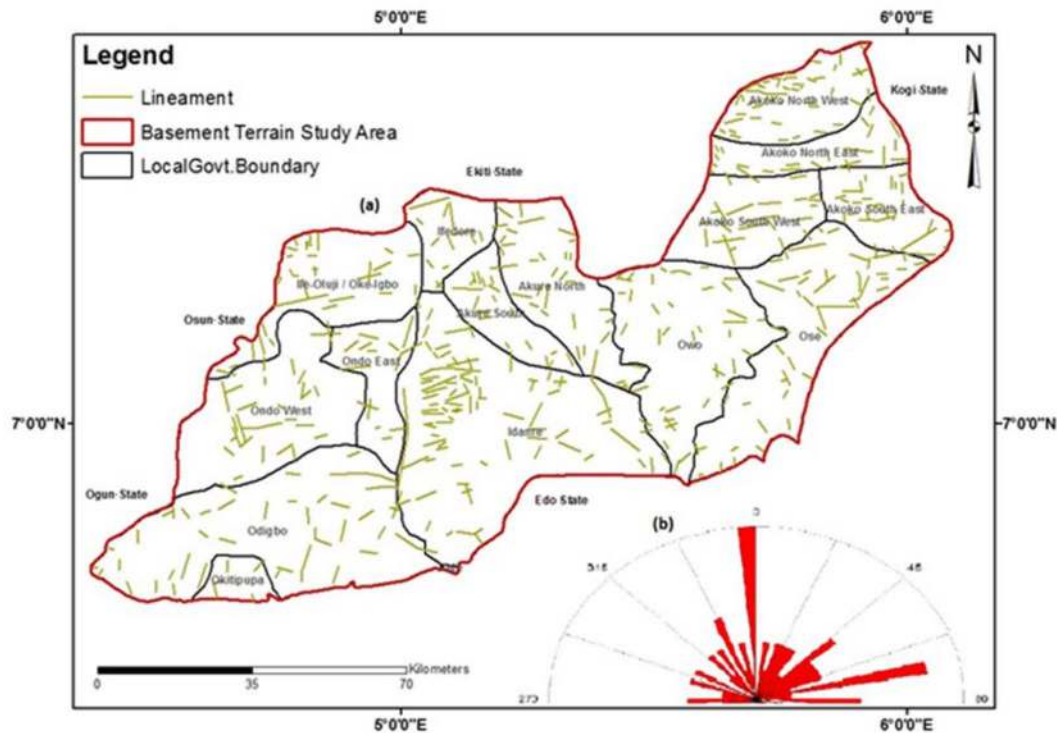 5°0'0"E
6°0'0"E
Legend
Lineament
Basement Terrain Study Area
LocalGovt.Boundary
N
Akoko North West
Kogi State
Akoko North East
Ekiti State
(a)
Akoko South West
Akoko South East
Ifedore
Ile-Oluji / Oke-Igbo
Akure North
Akure South
Osun State
Owo
Ose
Ondo East
Ondo West
7°0'0"N
7°0'0"N
Idanre
Ogun State
Edo State
Odigbo
(b)
Okitipupa
45
Kilometers
0
35
70
270
5°0'0"E
6°0'0"E